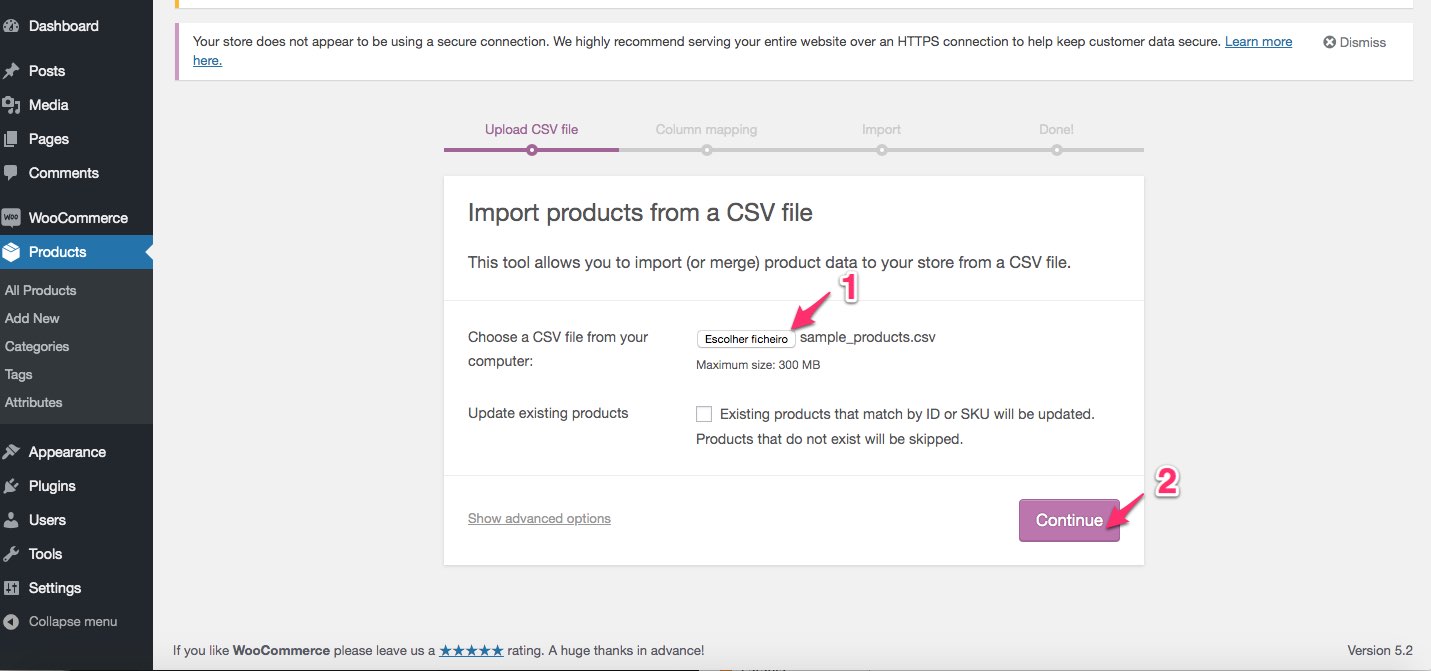 Dashboard
Posts
Media
Pages
Comments
WOO WooCommerce
Products
All Products
Add New
Categories
Tags
Attributes
Appearance
Plugins
Users
Tools
Settings
Collapse menu
Your store does not appear to be using a secure connection. We highly recommend serving your entire website over an HTTPS connection to help keep customer data secure. Learn more
here.
Dismiss
Upload CSV file
Column mapping
Import
Done!
Import products from a CSV file
This tool allows you to import (or merge) product data to your store from a CSV file.
1
Choose a CSV file from your
computer:
Escolher ficheiro sample_products.csv
Maximum size: 300 MB
Update existing products
Existing products that match by ID or SKU will be updated.
Products that do not exist will be skipped.
2
Show advanced options
Continue
If you like WooCommerce please leave us a ★★★★★ rating. A huge thanks in advance!
Version 5.2